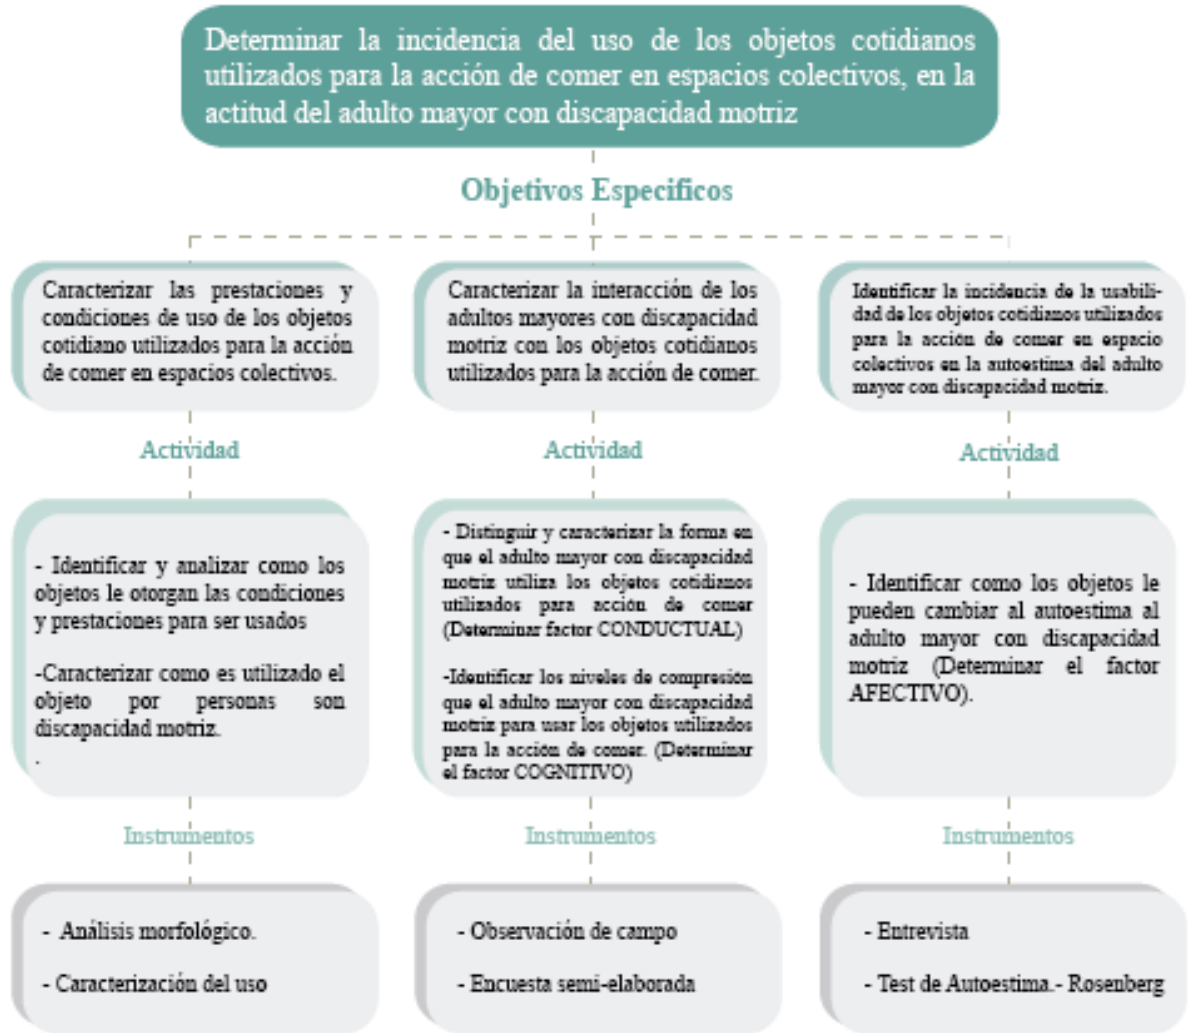 Determinar la incidencia del uso de los objetos cotidianos
utilizados para la acción de comer en espacios colectivos, en la
actitud del adulto mayor con discapacidad motriz
Objetivos Especificos
Caracterizar las prestaciones y
condiciones de uso de los objetos
cotidiano utilizados para la acción
de comer en espacios colectivos.
Caracterizar la interacción de los
adultos mayores con discapacidad
motriz con los objetos cotidianos
utilizados para la acción de comer.
Identificar la incidencia de la usabili-
dad de los objetos cotidianos utilizados
para la acción de comer en espacio
colectivos en la autoestima del adulto
mayor con discapacidad motriz.
Actividad
Actividad
Actividad
- Identificar y analizar como los
objetos le otorgan las condiciones
y prestaciones para ser usados
-Caracterizar como es utilizado el
objeto por personas son
discapacidad motriz.
.
- Distinguir y caracterizar la forma en
que el adulto mayor con discapacidad
motriz utiliza los objetos cotidianos
utilizados para acción de comer
(Determinar factor CONDUCTUAL)
-Identificar los niveles de compresión
que el adulto mayor con discapacidad
motriz para usar los objetos utilizados
para la acción de comer. (Determinar
el factor COGNITIVO)
- Identificar como los objetos le
pueden cambiar al autoestima al
adulto mayor con discapacidad
motriz (Determinar el factor
AFECTIVO).
Instrumentos
Instrumentos
Instrumentos
- Análisis morfológico.
- Caracterización del uso
- Observación de campo
- Encuesta semi-elaborada
- Entrevista
- Test de Autoestima.- Rosenberg